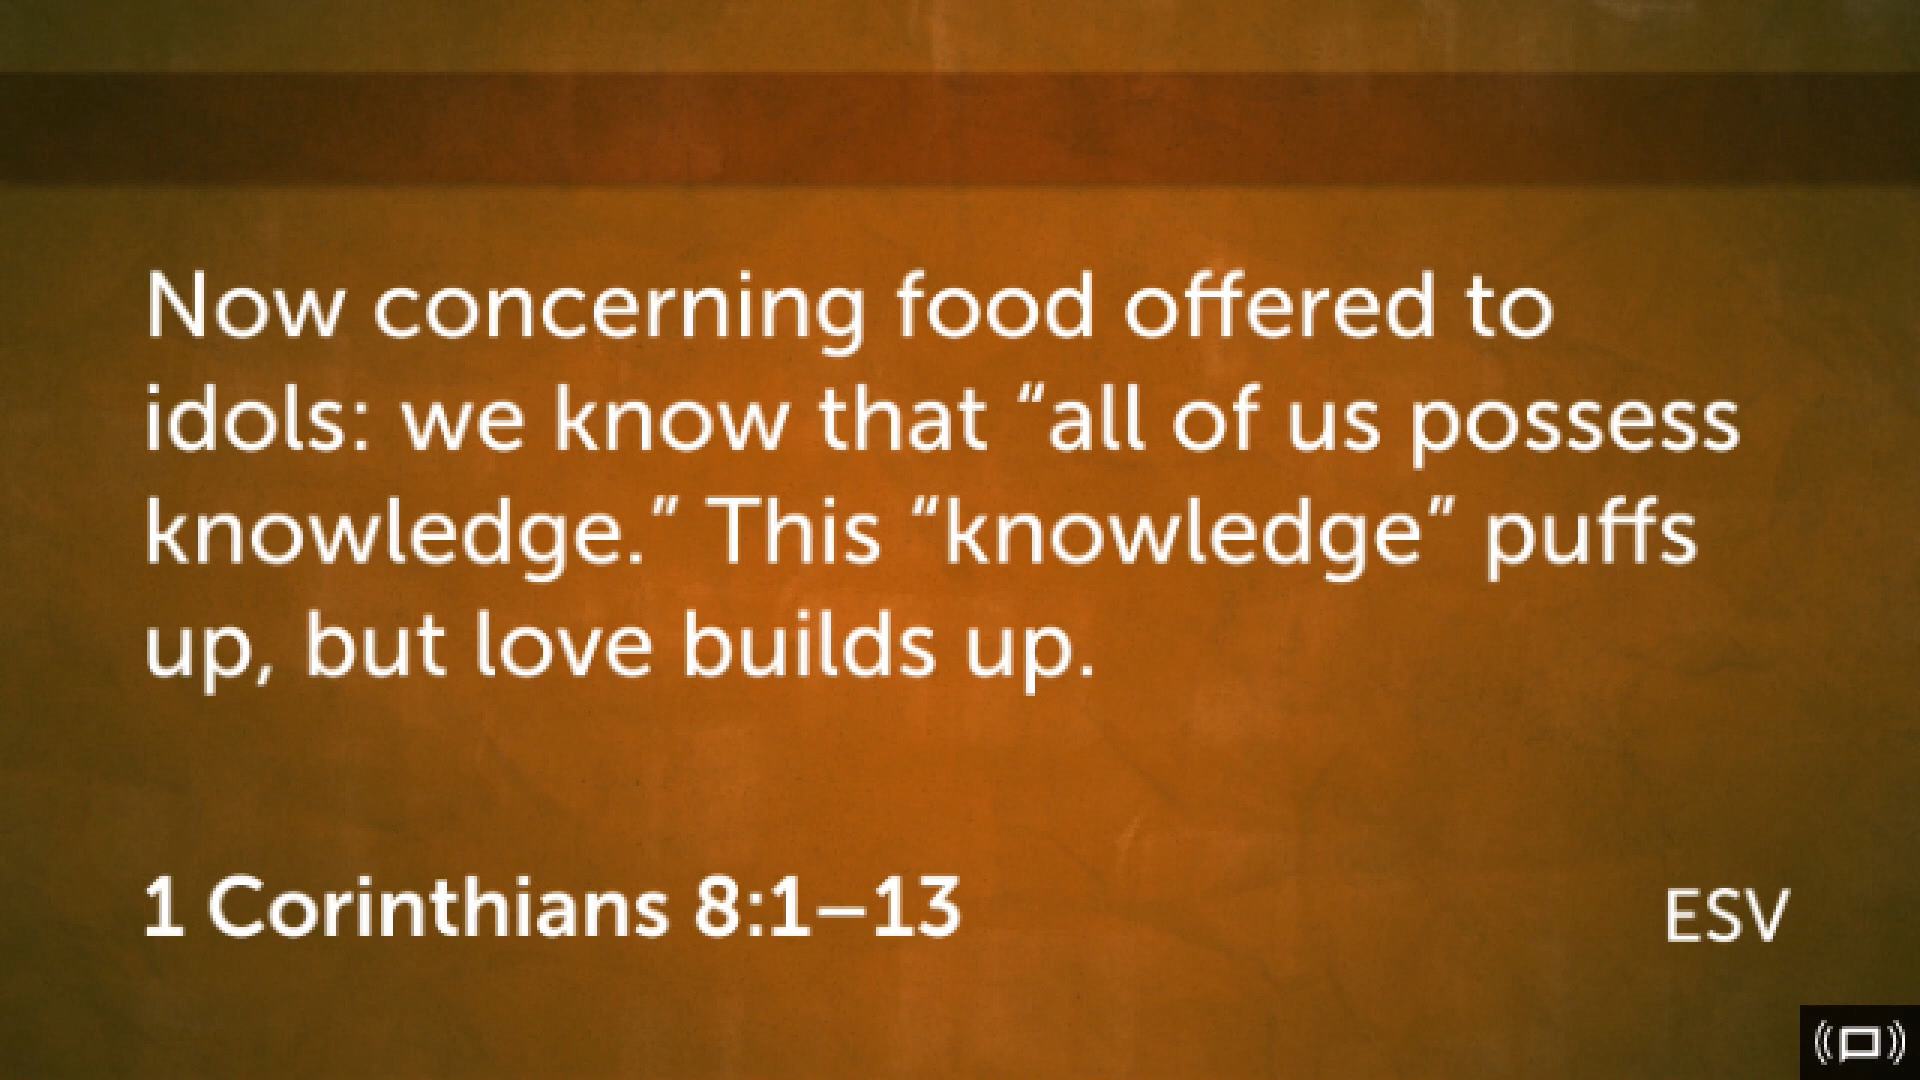 Now concerning food offered to
idols: we know that “all of us possess
knowledge.” This “knowledge” puffs
up, but love builds up.
1 Corinthians 8:1–13
ESV